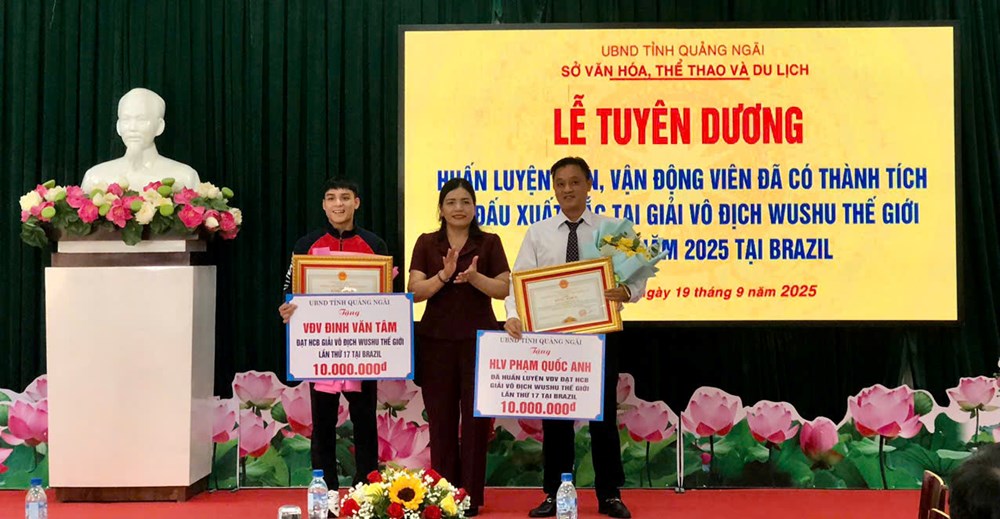 UBND TỈNH QUẢNG NGÃI
SỞ VĂN HÓA, THỂ THAO VÀ DU LỊCH
LỄ TUYÊN DƯƠNG
HUẤN LUYỆN VẬN ĐỘNG VIÊN ĐÃ CÓ THÀNH TÍCH
ĐẤU TẠI GIẢI VÔ ĐỊCH WUSHU THẾ GIỚI
NĂM 2025 TẠI BRAZIL
ngày 19 tháng 9 năm 2025
UBND TỈNH QUẢNG NGÃI
Tặng
VĐV ĐINH VĂN TÂM
ĐẠT HCB GIẢI VÔ ĐỊCH WUSHU THẾ GIỚI
LẦN THỨ 17 TẠI BRAZIL
10.000.000đ
UBND TỈNH QUẢNG NGÃI
Tặng
HLV PHẠM QUỐC ANH
ĐÃ HUẤN LUYỆN VĐV ĐẠT HCB
GIẢI VÔ ĐỊCH WUSHU THẾ GIỚI
LẦN THỨ 17 TẠI BRAZIL
10.000.000đ